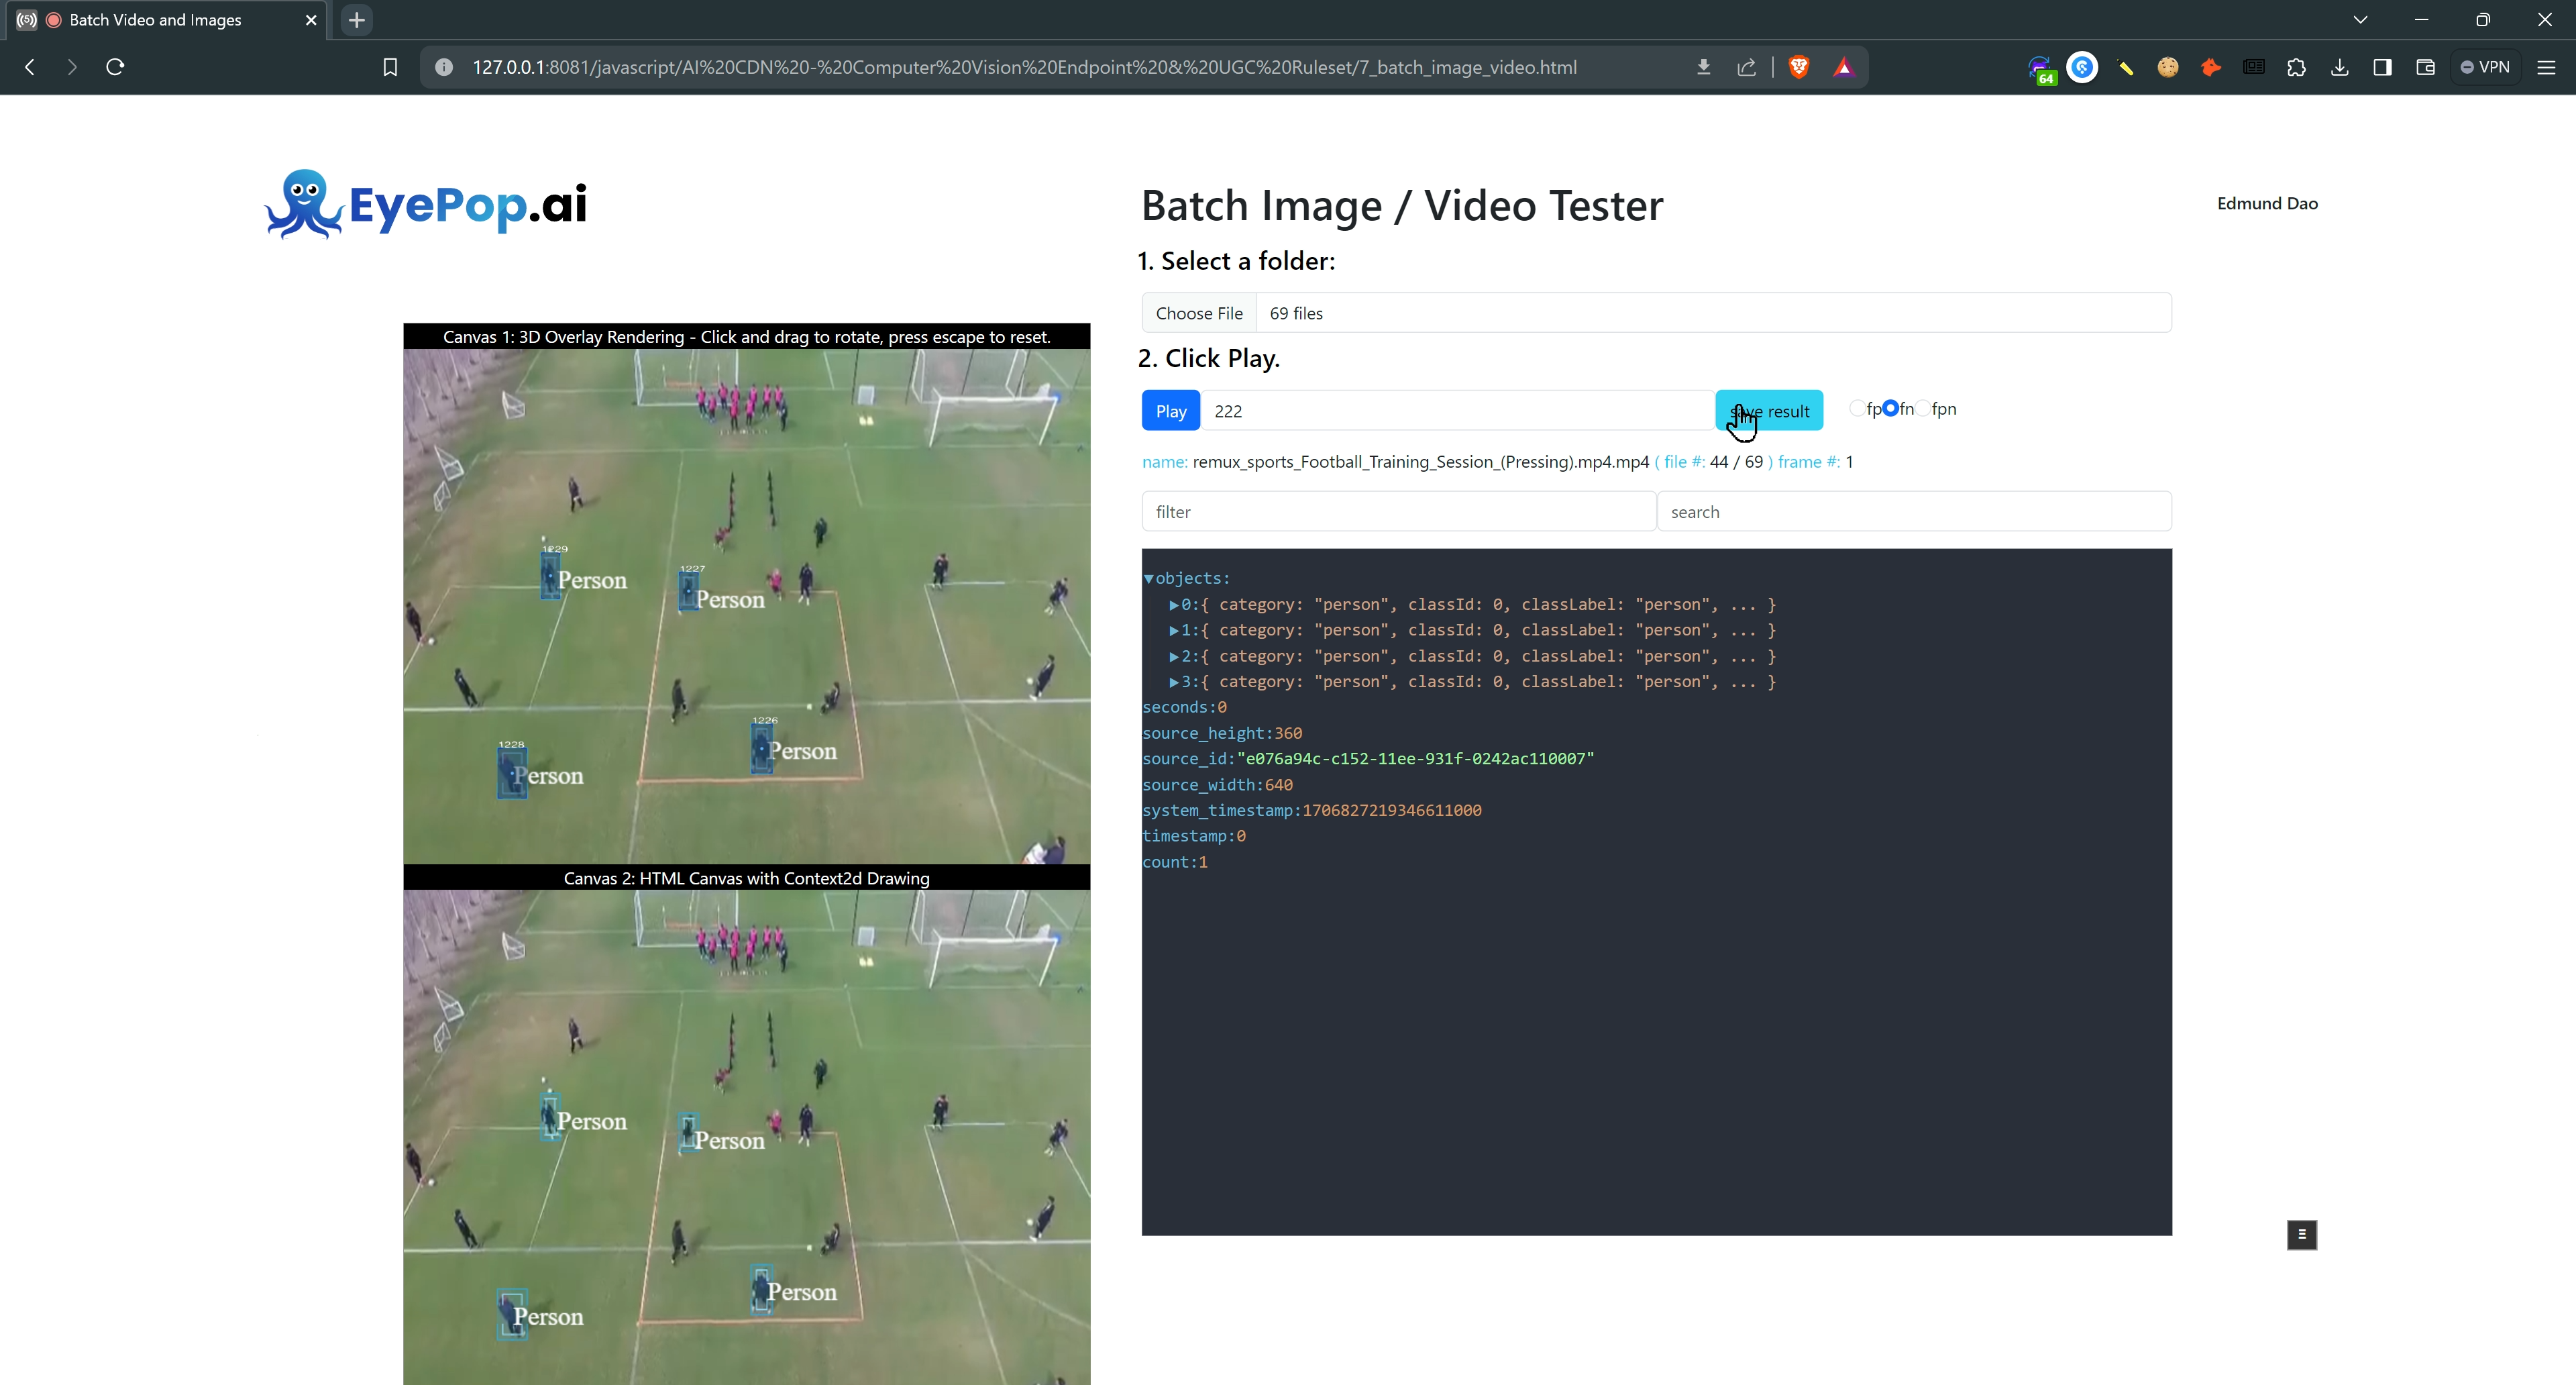 Batch Video and Images
127.0.0.1:8081/javascript/AI%20CDN%20-%20Computer%20Vision%20Endpoint%20&%20UGC%20Ruleset/7_batch_image_video.html
64
VPN
EyePop.ai
Batch Image / Video Tester
Edmund Dao
1. Select a folder:
Choose File 69 files
2. Click Play.
Play 222 save result fp fn fpn
name: remux_sports_Football_Training_Session_(Pressing).mp4.mp4 ( file #: 44 / 69 ) frame #: 1
filter search
▼objects:
▶0:{ category: "person", classId: 0, classLabel: "person", ... }
▶1:{ category: "person", classId: 0, classLabel: "person", ... }
▶2:{ category: "person", classId: 0, classLabel: "person", ... }
▶3:{ category: "person", classId: 0, classLabel: "person", ... }
seconds:0
source_height:360
source_id:"e076a94c-c152-11ee-931f-0242ac110007"
source_width:640
system_timestamp:1706827219346611000
timestamp:0
count:1
Canvas 1: 3D Overlay Rendering - Click and drag to rotate, press escape to reset.
1229
Person
1227
Person
1226
Person
1228
Person
Canvas 2: HTML Canvas with Context2d Drawing
Person
Person
Person
Person